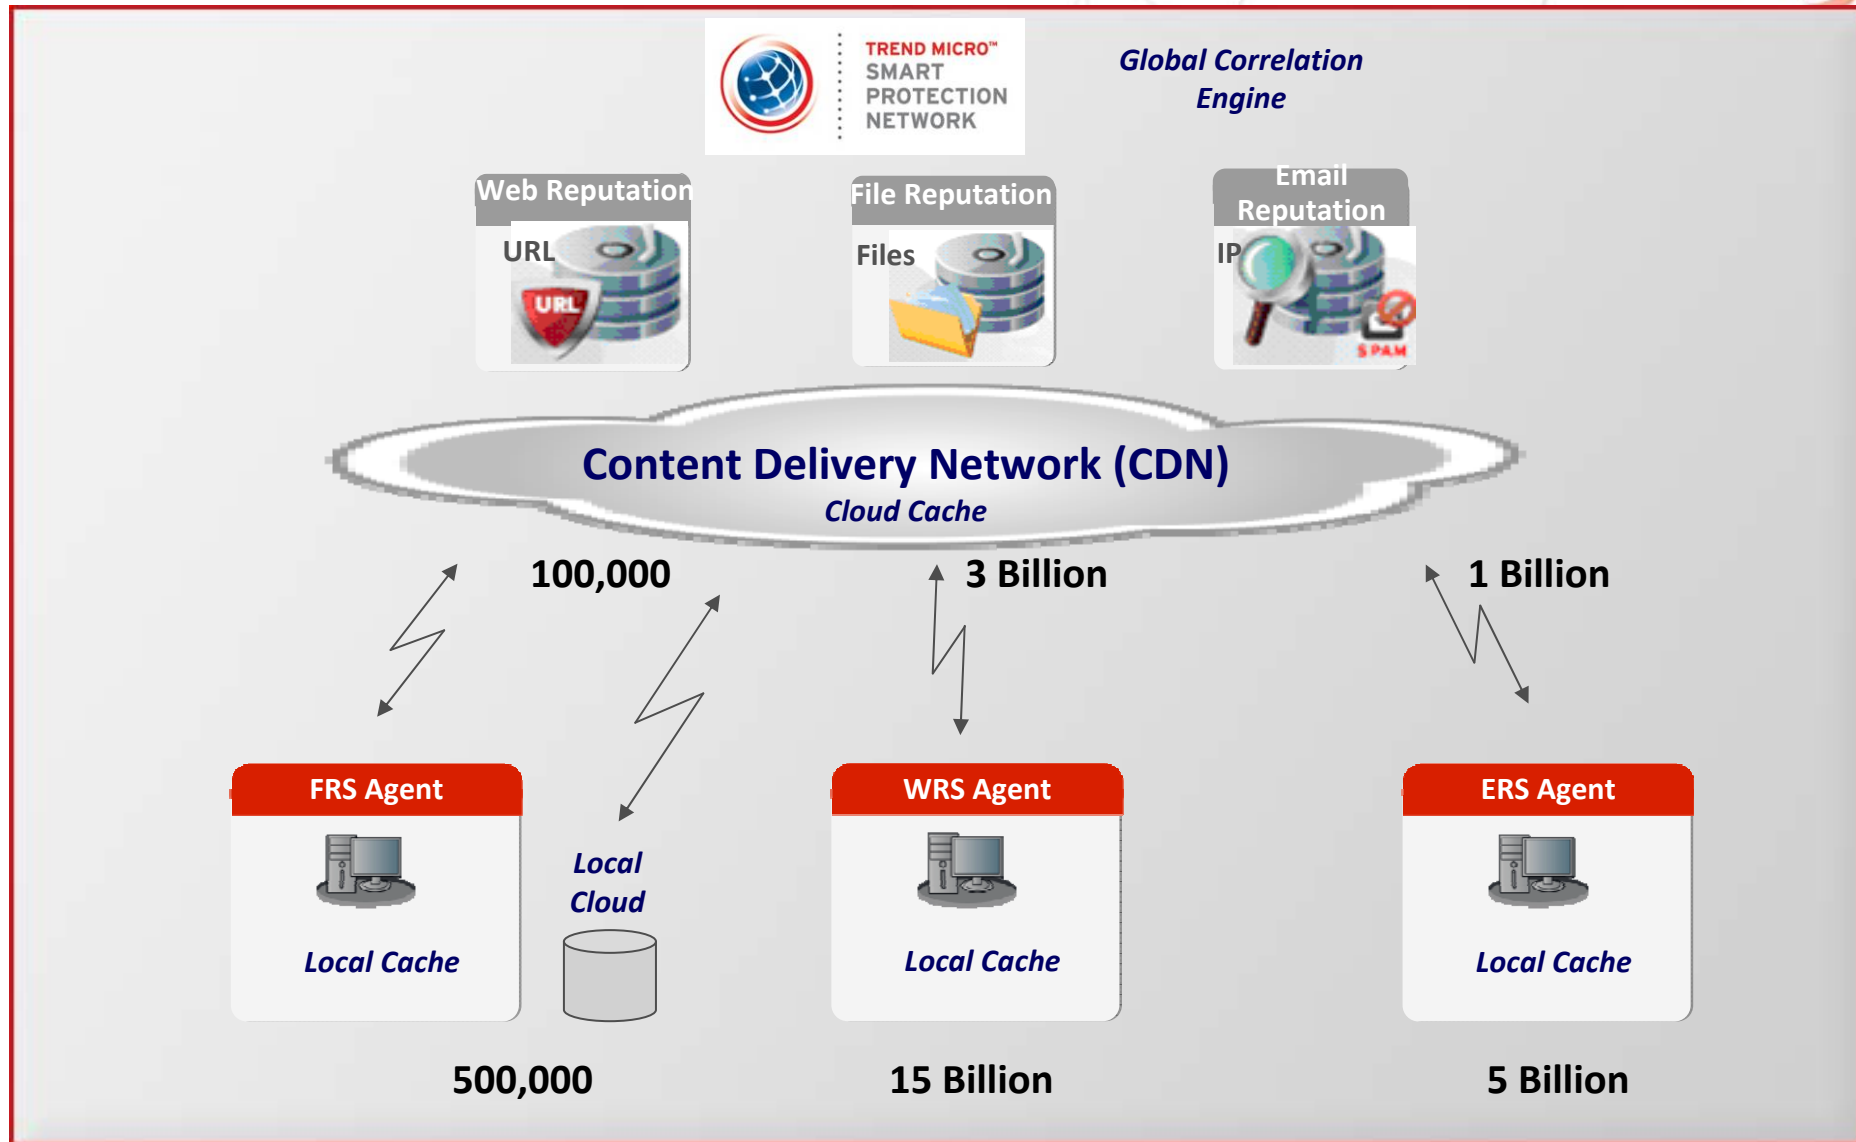 TREND MICRO™
SMART
PROTECTION
NETWORK
Global Correlation
Engine
Web Reputation
URL
URL
File Reputation
Files
Email
Reputation
IP
SPAM
Content Delivery Network (CDN)
Cloud Cache
100,000
3 Billion
1 Billion
FRS Agent
Local Cache
Local
Cloud
WRS Agent
Local Cache
ERS Agent
Local Cache
500,000
15 Billion
5 Billion